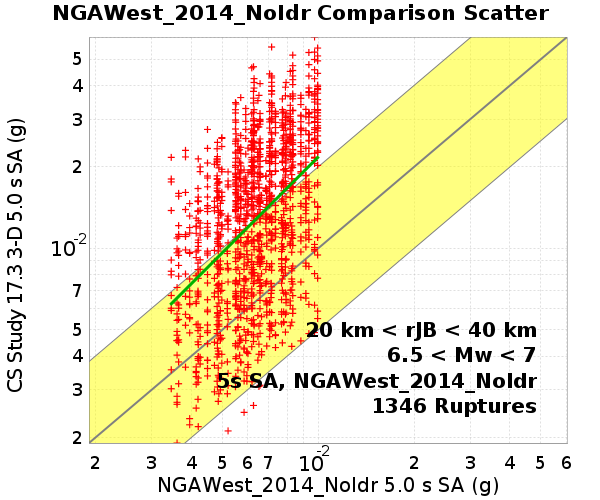 NGAWest_2014_NoIdr Comparison Scatter
CS Study 17.3 3-D 5.0 s SA (g)
5
4
3
2
10-2
7
5
4
3
2
20 km < rJB < 40 km
6.5 < Mw < 7
5s SA, NGAWest_2014_NoIdr
1346 Ruptures
2 3 4 5 6 7 10-2 2 3 4 5 6
NGAWest_2014_NoIdr 5.0 s SA (g)